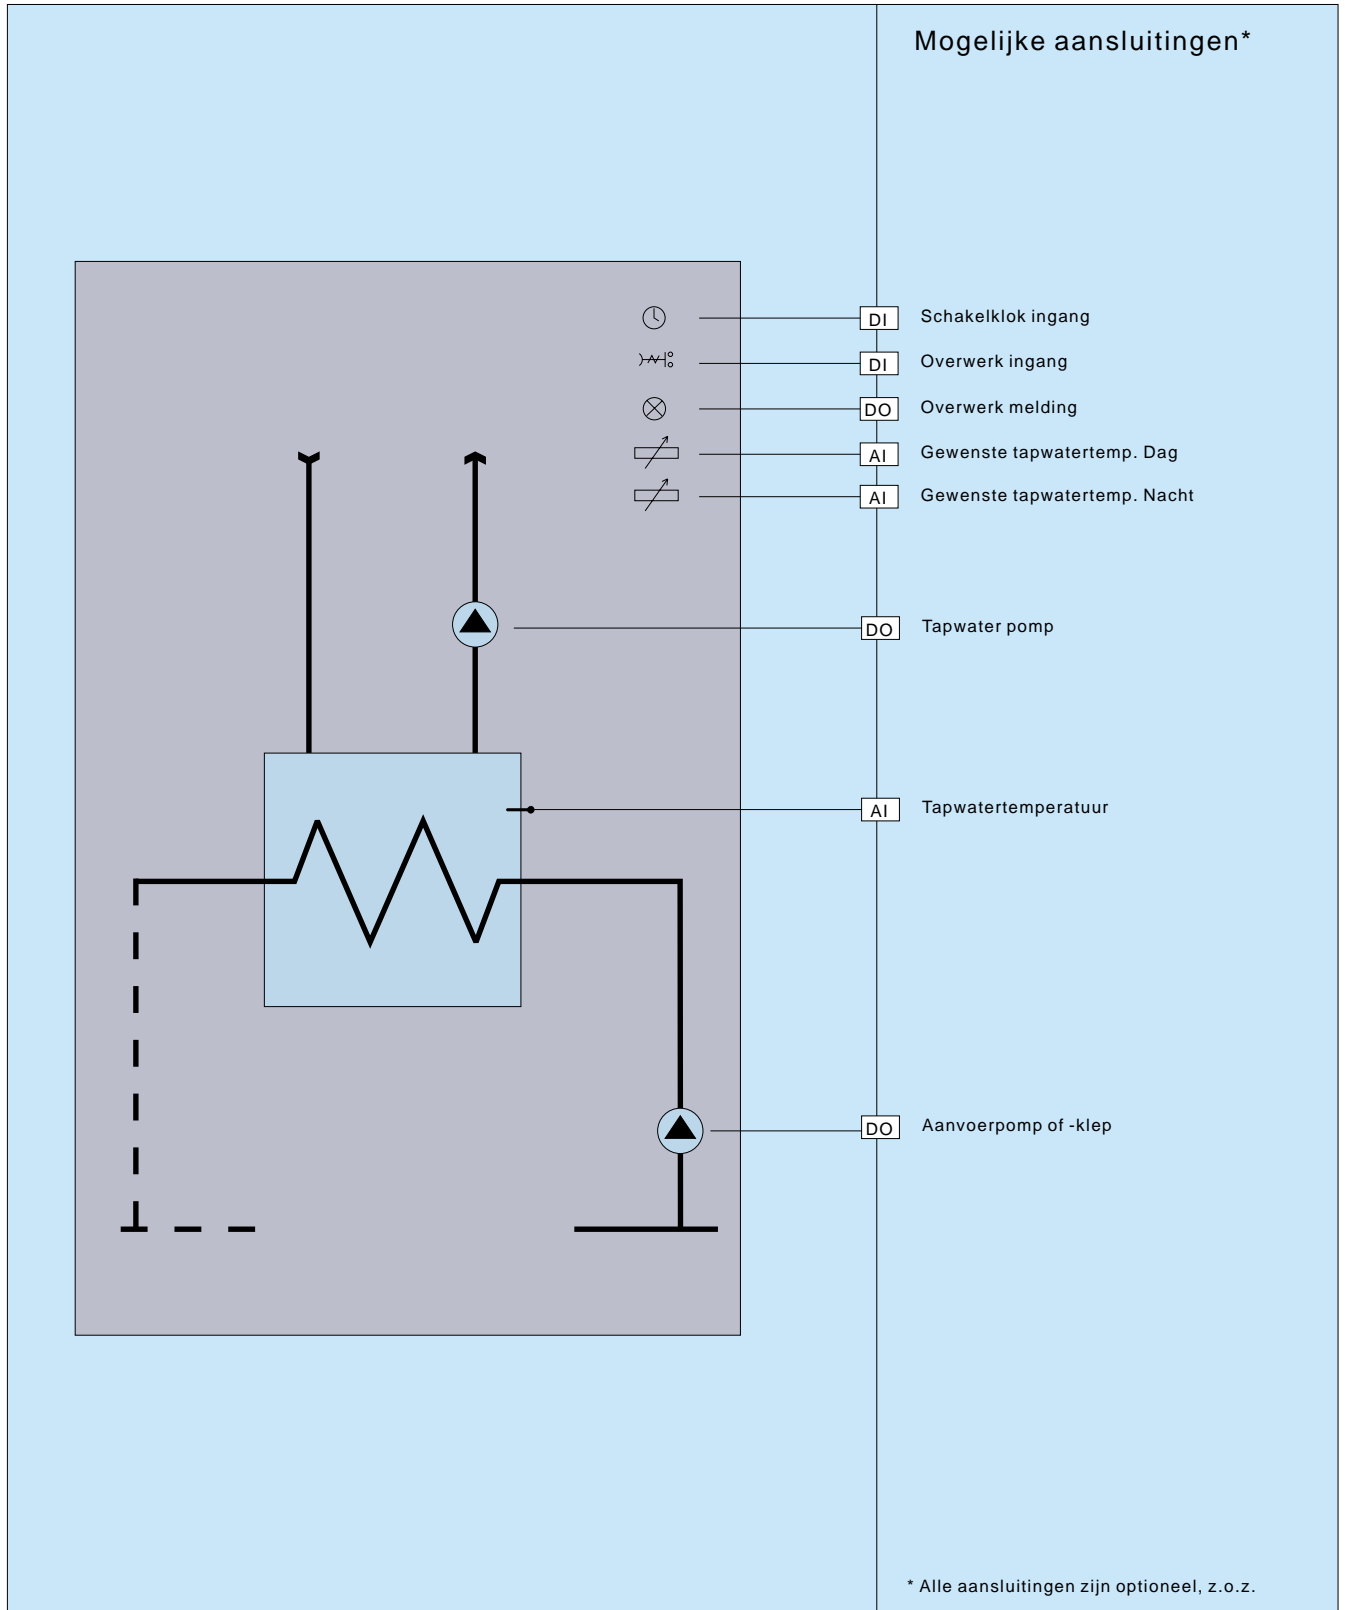 Mogelijke aansluitingen*
DI Schakelklok ingang
DI Overwerk ingang
DO Overwerk melding
AI Gewenste tapwatertemp. Dag
AI Gewenste tapwatertemp. Nacht
DO Tapwater pomp
AI Tapwatertemperatuur
DO Aanvoerpomp of -klep
* Alle aansluitingen zijn optioneel, z.o.z.